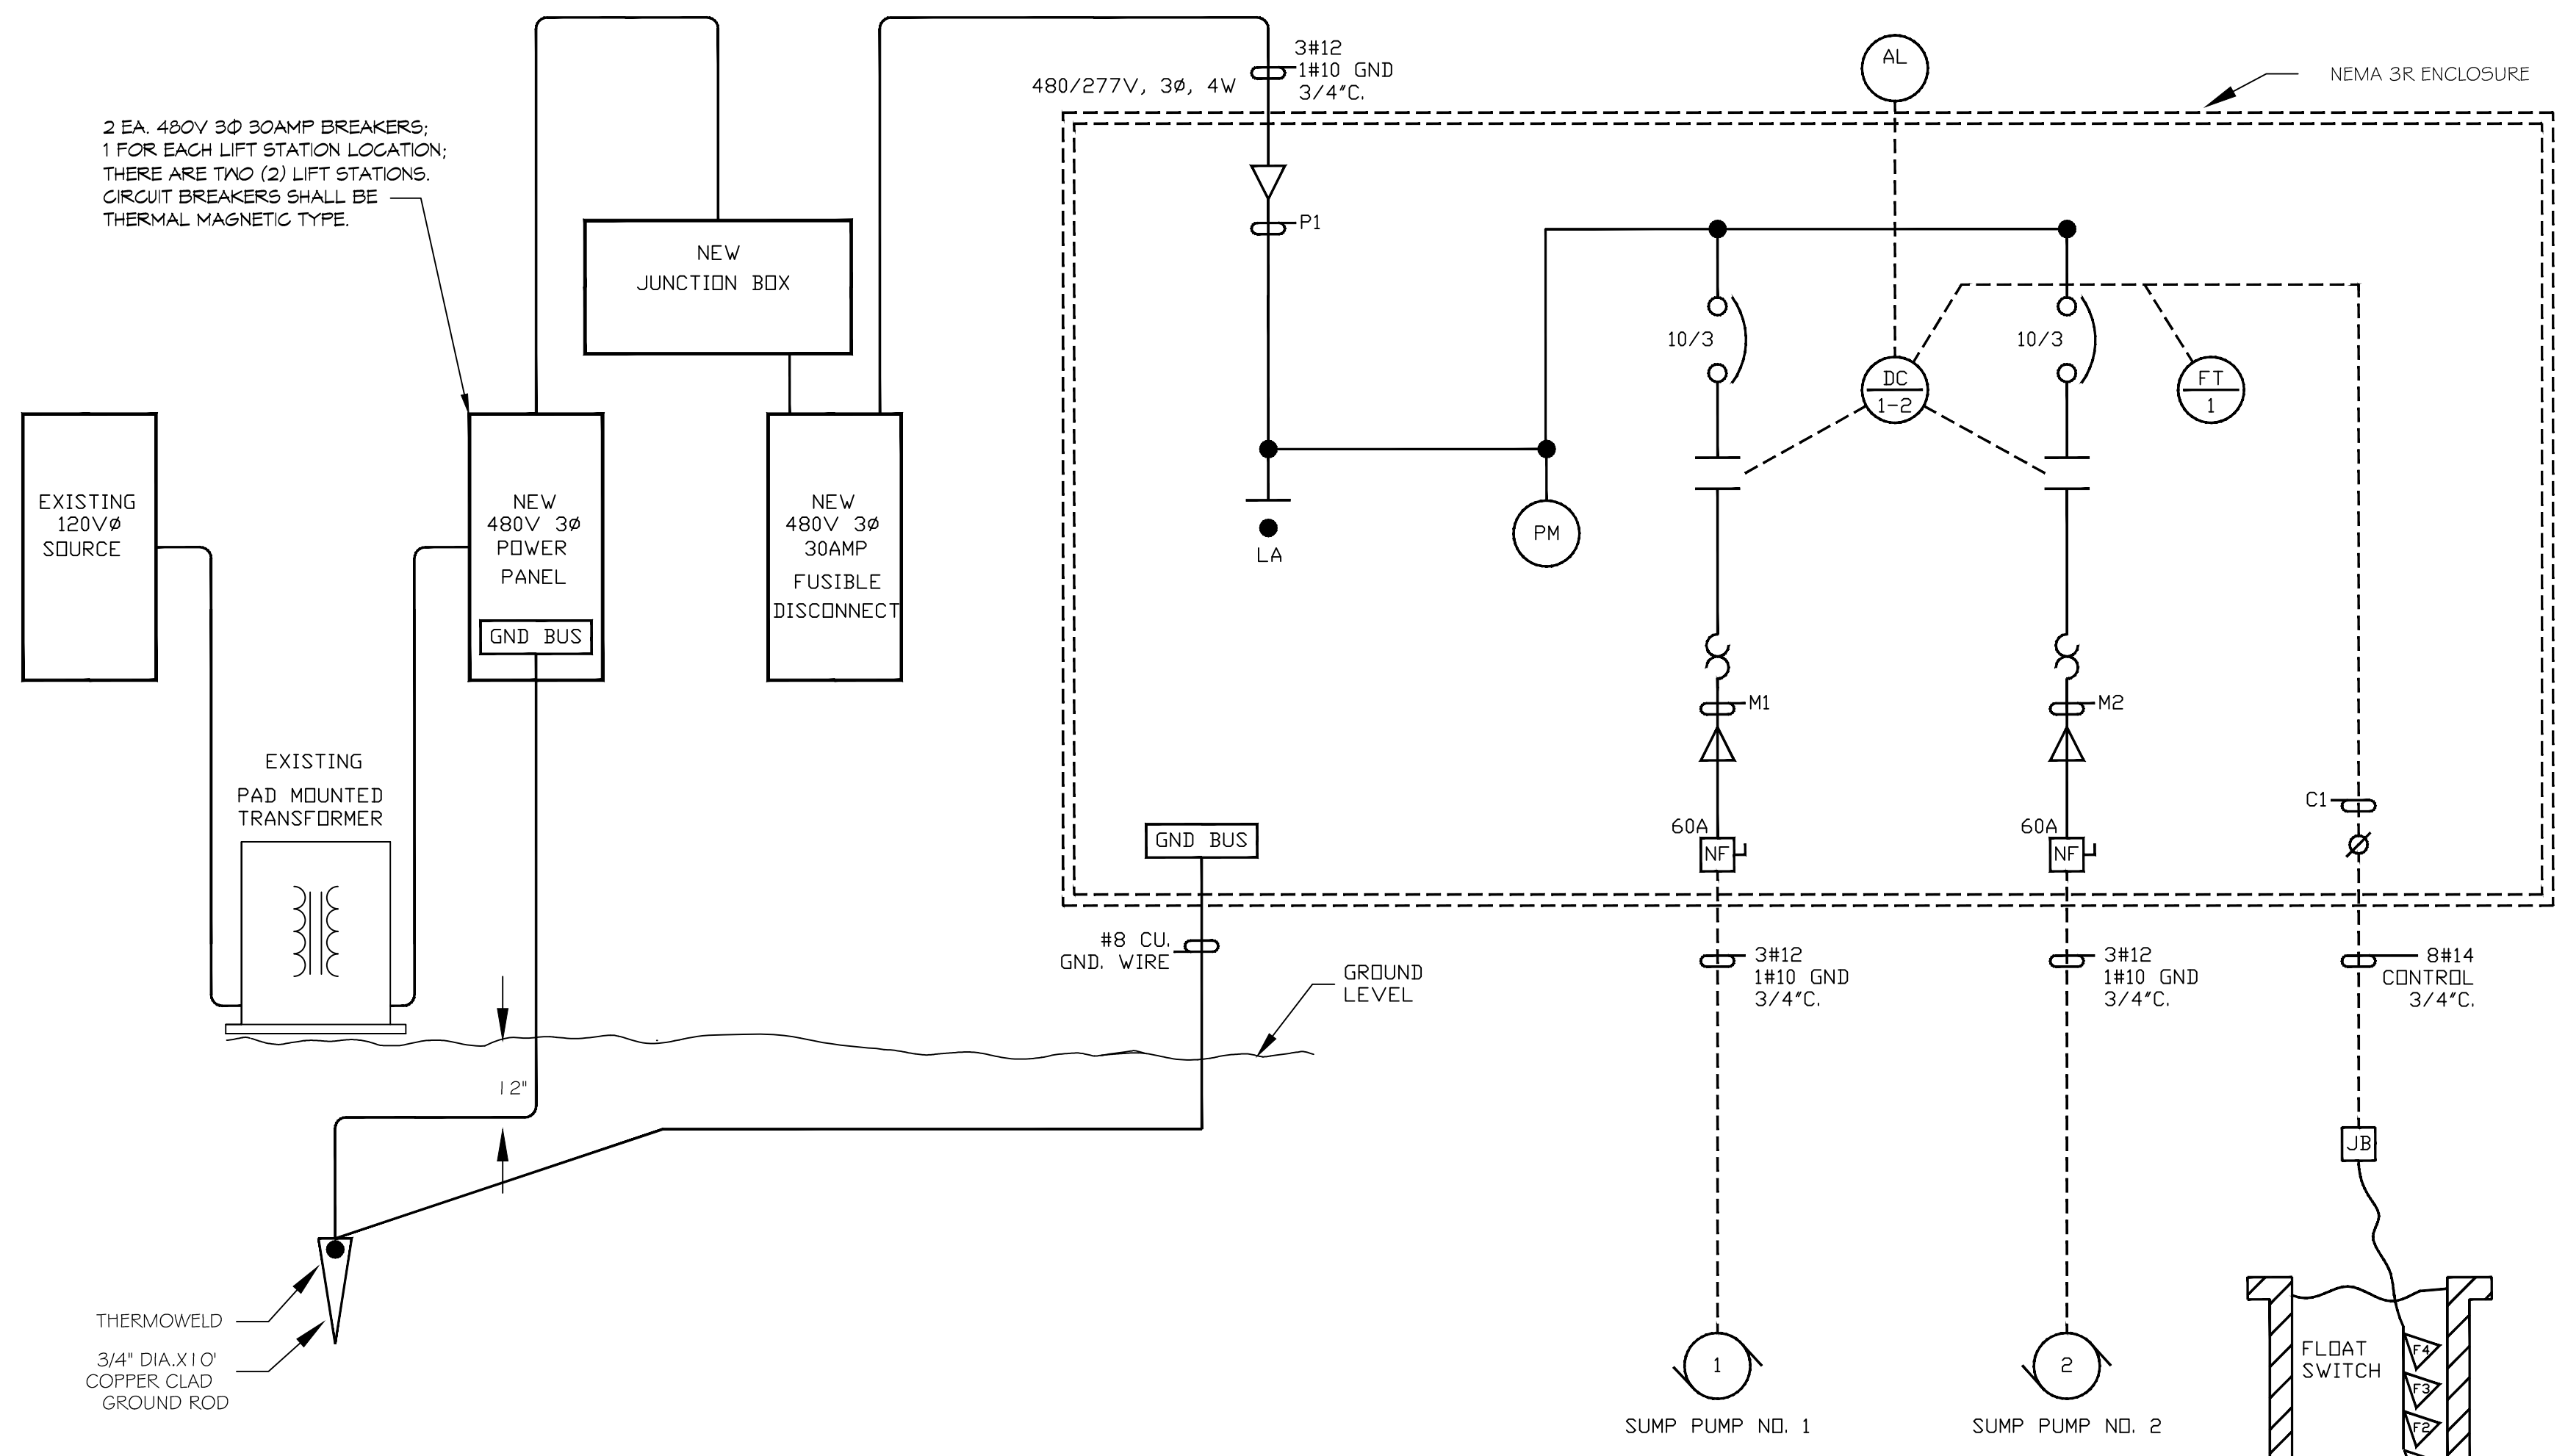 2 EA. 480V 3Φ 30AMP BREAKERS;
1 FOR EACH LIFT STATION LOCATION;
THERE ARE TWO (2) LIFT STATIONS.
CIRCUIT BREAKERS SHALL BE
THERMAL MAGNETIC TYPE.
NEW
JUNCTION BOX
EXISTING
120VØ
SOURCE
NEW
480V 3Ø
POWER
PANEL
GND BUS
NEW
480V 3Ø
30AMP
FUSIBLE
DISCONNECT
EXISTING
PAD MOUNTED
TRANSFORMER
12"
THERMOWELD
3/4" DIA.X10'
COPPER CLAD
GROUND ROD
480/277V, 3Ø, 4W
3#12
1#10 GND
3/4"C.
AL
NEMA 3R ENCLOSURE
P1
LA
PM
10/3
10/3
DC
1-2
FT
1
M1
M2
60A
NF
60A
NF
C1
GND BUS
#8 CU.
GND. WIRE
GROUND
LEVEL
3#12
1#10 GND
3/4"C.
3#12
1#10 GND
3/4"C.
8#14
CONTROL
3/4"C.
JB
1
SUMP PUMP NO. 1
2
SUMP PUMP NO. 2
FLOAT
SWITCH
F4
F3
F2